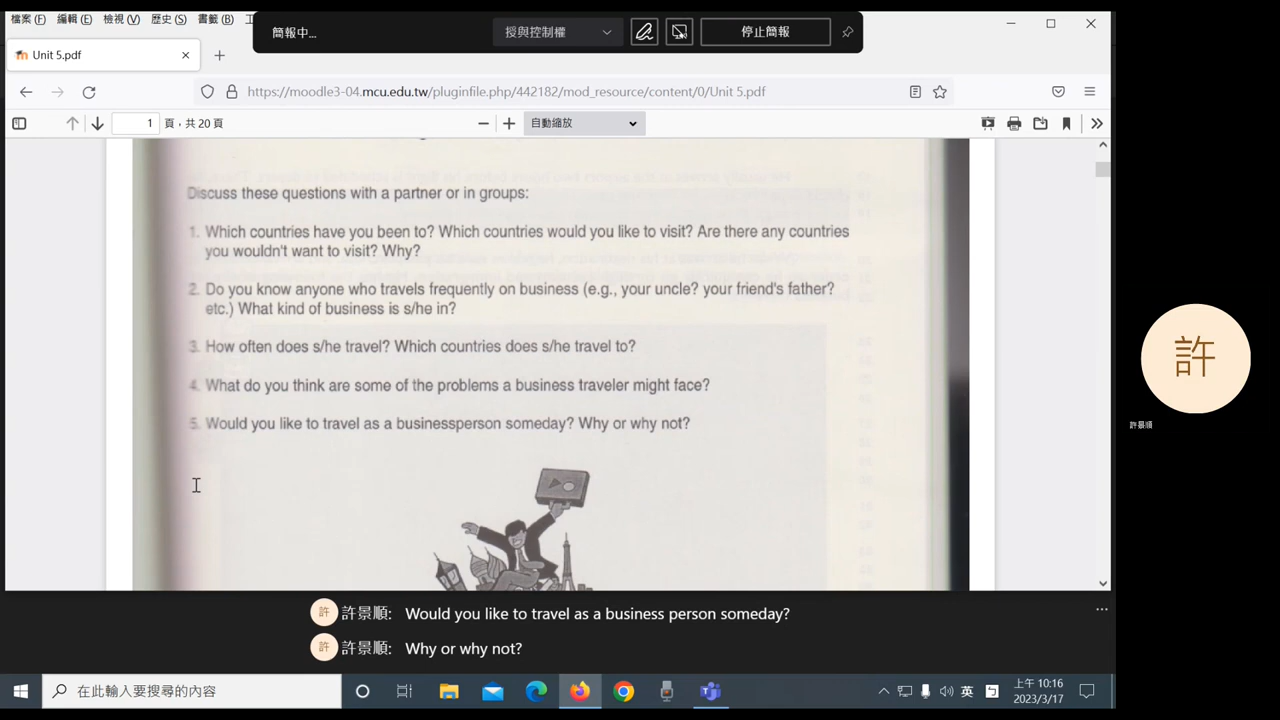 檔案(F) 編輯(E) 檢視(V) 歷史(S) 書籤(B)
簡報中... 授與控制權 停止簡報
Unit 5.pdf
https://moodle3-04.mcu.edu.tw/pluginfile.php/442182/mod_resource/content/0/Unit 5.pdf
1 頁，共 20 頁 自動縮放
Discuss these questions with a partner or in groups:
1. Which countries have you been to? Which countries would you like to visit? Are there any countries
you wouldn't want to visit? Why?
2. Do you know anyone who travels frequently on business (e.g., your uncle? your friend's father?
etc.) What kind of business is s/he in?
3. How often does s/he travel? Which countries does s/he travel to?
4. What do you think are some of the problems a business traveler might face?
5. Would you like to travel as a businessperson someday? Why or why not?
許
許景順
許 許景順: Would you like to travel as a business person someday?
許 許景順: Why or why not?
在此輸入要搜尋的內容
英
上午 10:16
2023/3/17